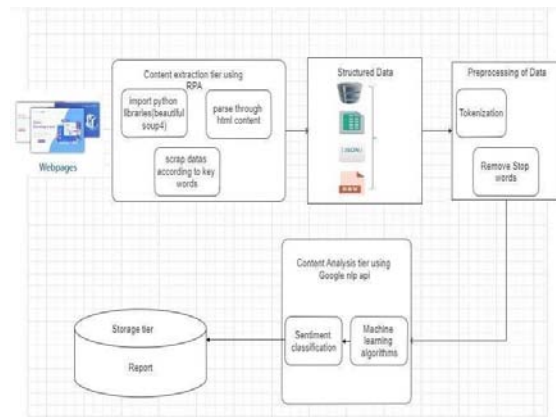 Content extraction tier using
RPA
import python
libraries(beautiful
soup4)
parse through
html content
scrap datas
according to key
words
Webpages
Structured Data
{JSON}
CSV
Preprocessing of Data
Tokenization
Remove Stop
words
Content Analysis tier using
Google nlp api
Sentiment
classification
Machine
learning
algorithms
Storage tier
Report